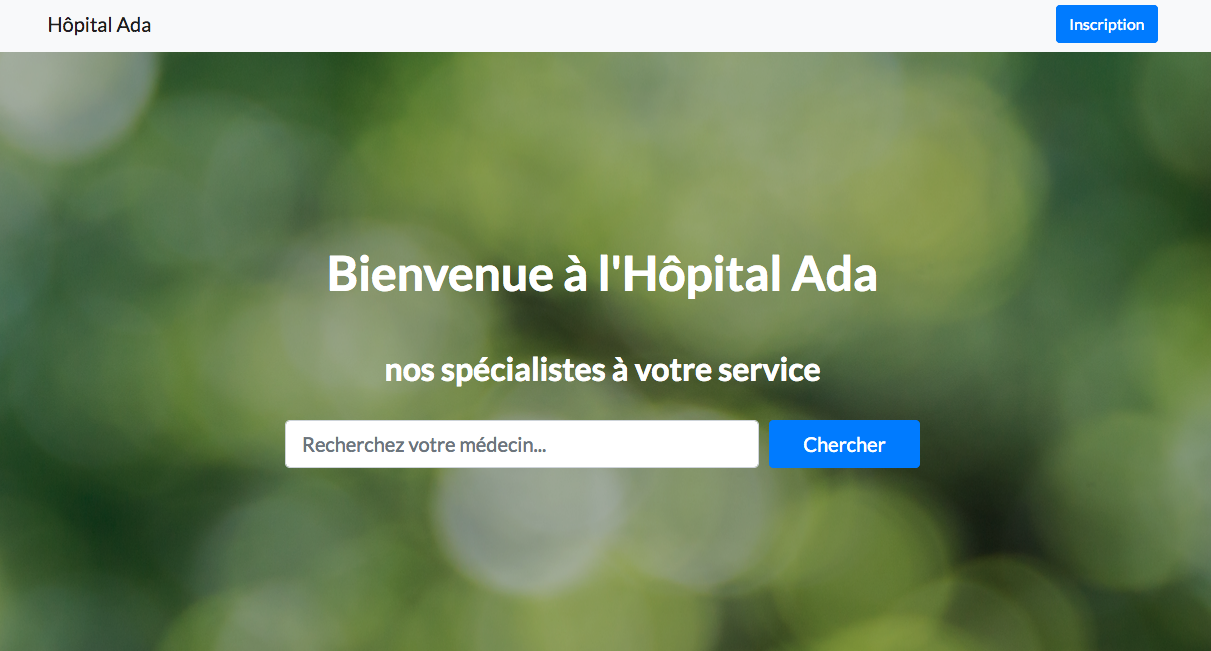 Hôpital Ada
Inscription
Bienvenue à l'Hôpital Ada
nos spécialistes à votre service
Recherchez votre médecin...
Chercher